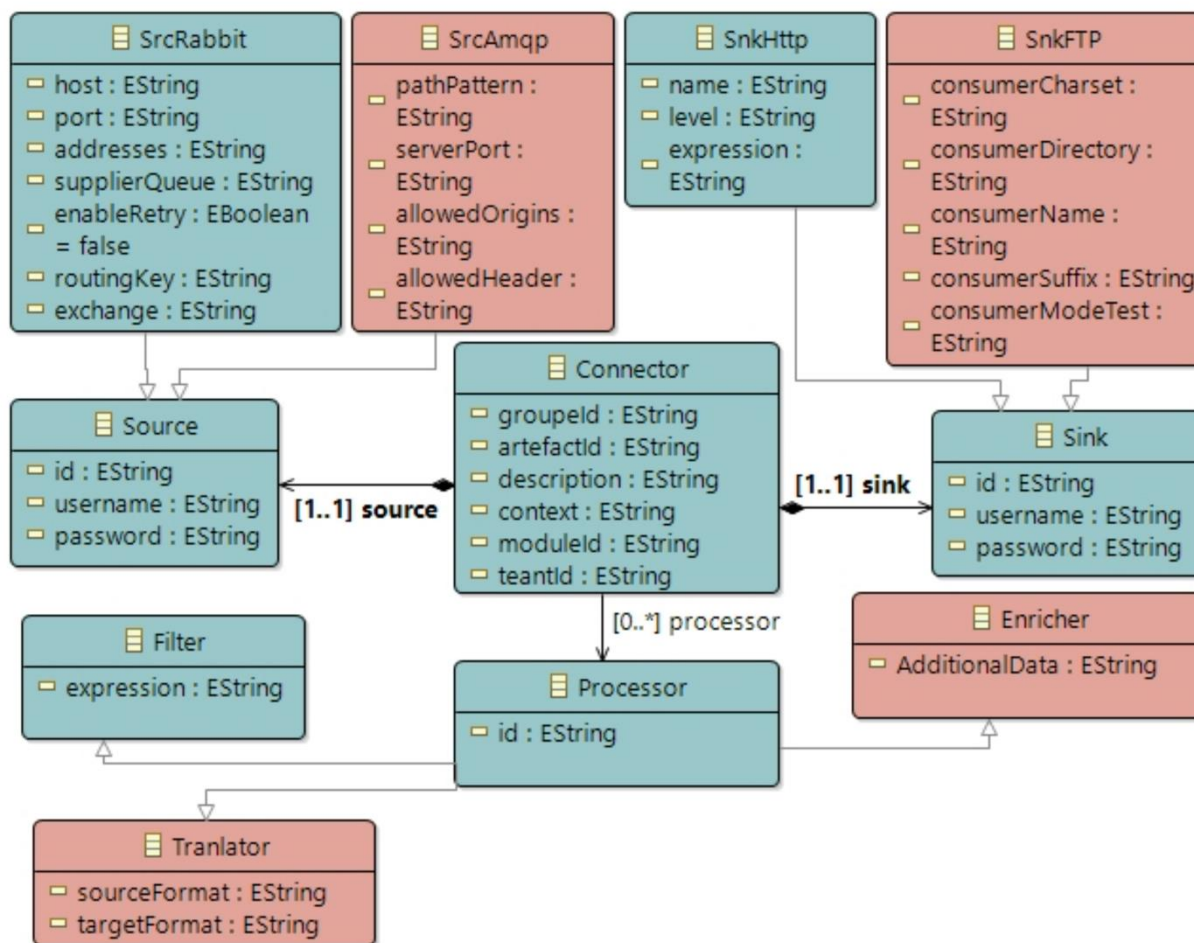 SrcRabbit
host : EString
port : EString
addresses : EString
supplierQueue : EString
enableRetry : EBoolean
= false
routingKey : EString
exchange : EString
SrcAmqp
pathPattern :
EString
serverPort :
EString
allowedOrigins :
EString
allowedHeader :
EString
SnkHttp
name : EString
level : EString
expression :
EString
SnkFTP
consumerCharset :
EString
consumerDirectory :
EString
consumerName :
EString
consumerSuffix : EString
consumerModeTest :
EString
Source
id : EString
username : EString
password : EString
[1..1] source
Connector
groupeId : EString
artefactId : EString
description : EString
context : EString
moduleId : EString
teantId : EString
[1..1] sink
Sink
id : EString
username : EString
password : EString
[0..*] processor
Filter
expression : EString
Processor
id : EString
Enricher
AdditionalData : EString
Tranlator
sourceFormat : EString
targetFormat : EString